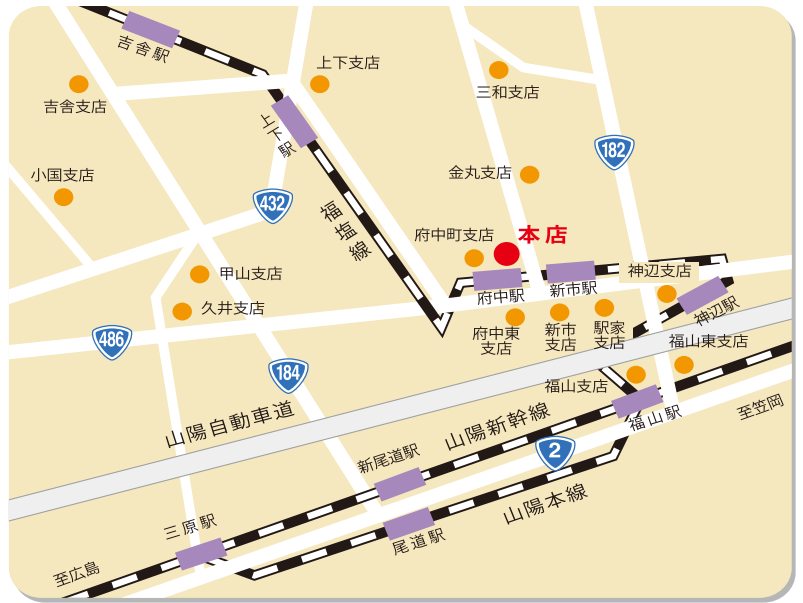 吉舎駅
上下支店
吉舎支店
三和支店
上下駅
182
小国支店
金丸支店
432
福塩線
府中町支店
本店
甲山支店
神辺支店
新市駅
府中駅
神辺駅
久井支店
486
府中東
支店
新市
支店
駅家
支店
福山東支店
184
福山支店
山陽自動車道
山陽新幹線
福山駅
至笠岡
新尾道駅
2
山陽本線
三原駅
尾道駅
至広島